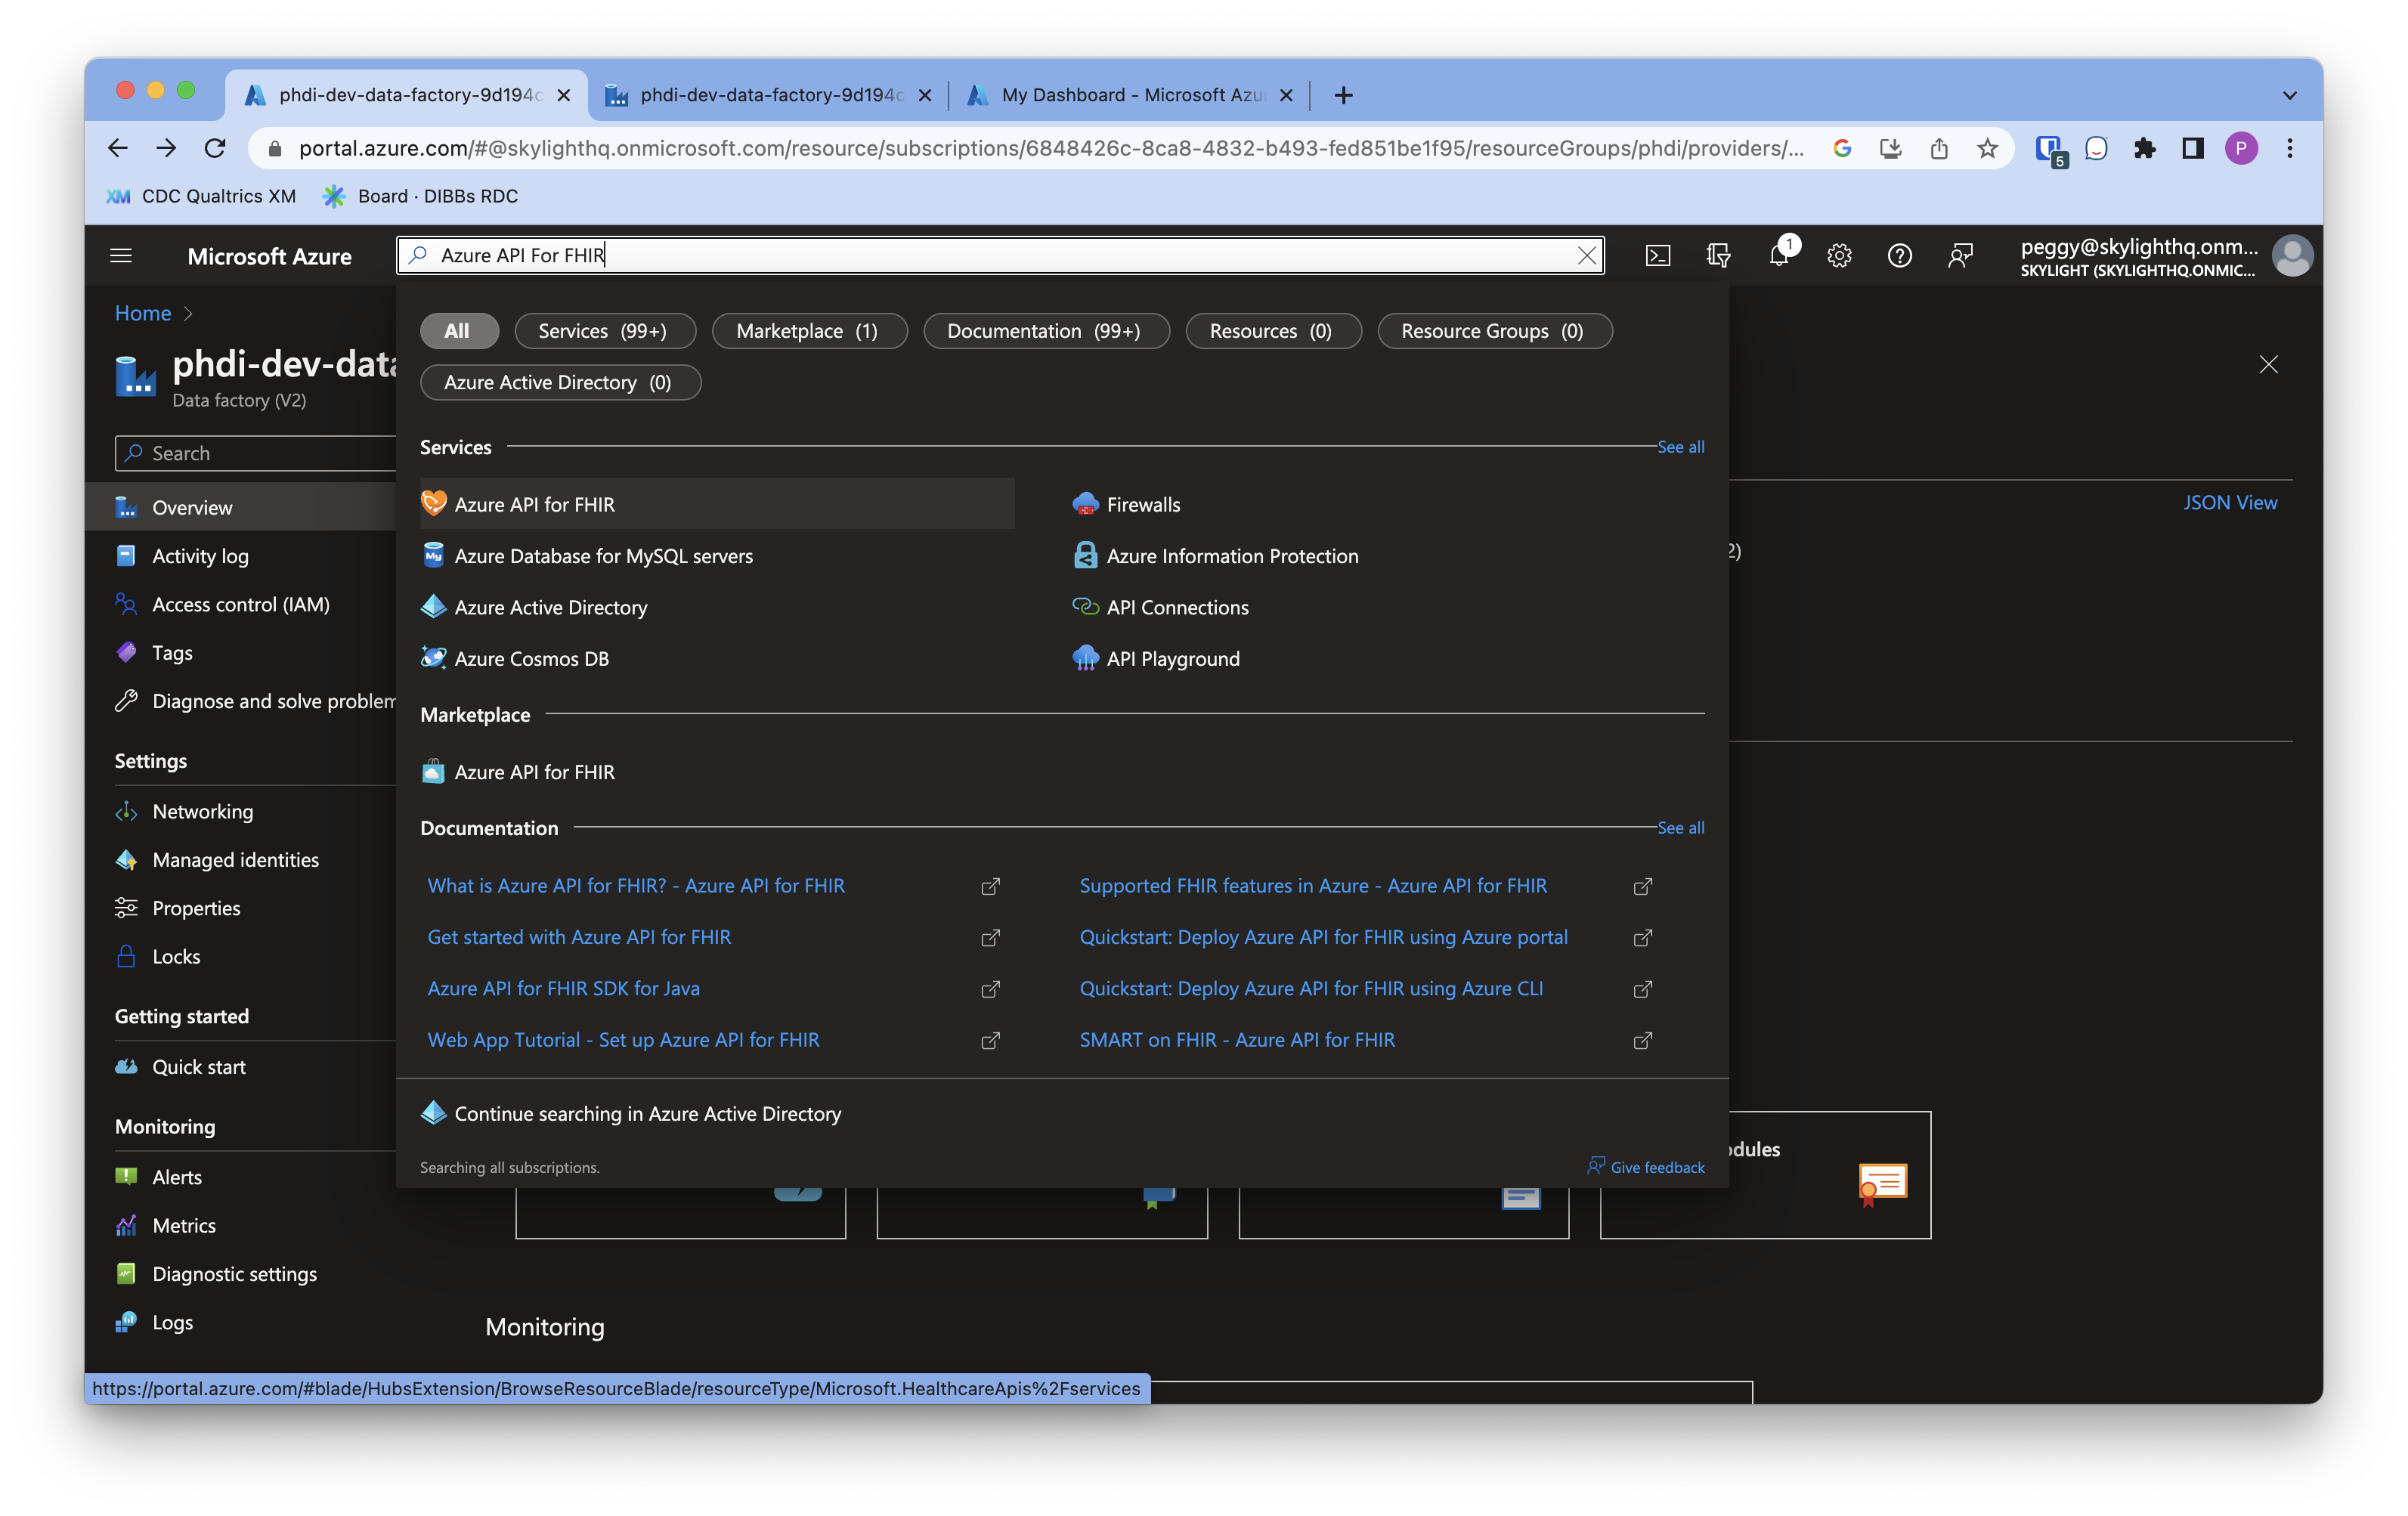 phdi-dev-data-factory-9d194c
phdi-dev-data-factory-9d194c
My Dashboard - Microsoft Azu
portal.azure.com/#@skylighthq.onmicrosoft.com/resource/subscriptions/6848426c-8ca8-4832-b493-fed851be1f95/resourceGroups/phdi/providers/...
G
5
P
XM CDC Qualtrics XM
Board · DIBBs RDC
Microsoft Azure
Azure API For FHIR
1
peggy@skylighthq.onm...
SKYLIGHT (SKYLIGHTHQ.ONMIC...
Home
phdi-dev-data
Data factory (V2)
Search
Overview
Activity log
Access control (IAM)
Tags
Diagnose and solve problem
Settings
Networking
Managed identities
Properties
Locks
Getting started
Quick start
Monitoring
Alerts
Metrics
Diagnostic settings
Logs
All
Services (99+)
Marketplace (1)
Documentation (99+)
Resources (0)
Resource Groups (0)
Azure Active Directory (0)
Services
See all
Azure API for FHIR
Firewalls
My Azure Database for MySQL servers
Azure Information Protection
Azure Active Directory
API Connections
Azure Cosmos DB
API Playground
Marketplace
Azure API for FHIR
Documentation
See all
What is Azure API for FHIR? - Azure API for FHIR
Supported FHIR features in Azure - Azure API for FHIR
Get started with Azure API for FHIR
Quickstart: Deploy Azure API for FHIR using Azure portal
Azure API for FHIR SDK for Java
Quickstart: Deploy Azure API for FHIR using Azure CLI
Web App Tutorial - Set up Azure API for FHIR
SMART on FHIR - Azure API for FHIR
Continue searching in Azure Active Directory
Searching all subscriptions.
Give feedback
JSON View
2)
odules
Monitoring
https://portal.azure.com/#blade/HubsExtension/BrowseResourceBlade/resourceType/Microsoft.HealthcareApis%2Fservices